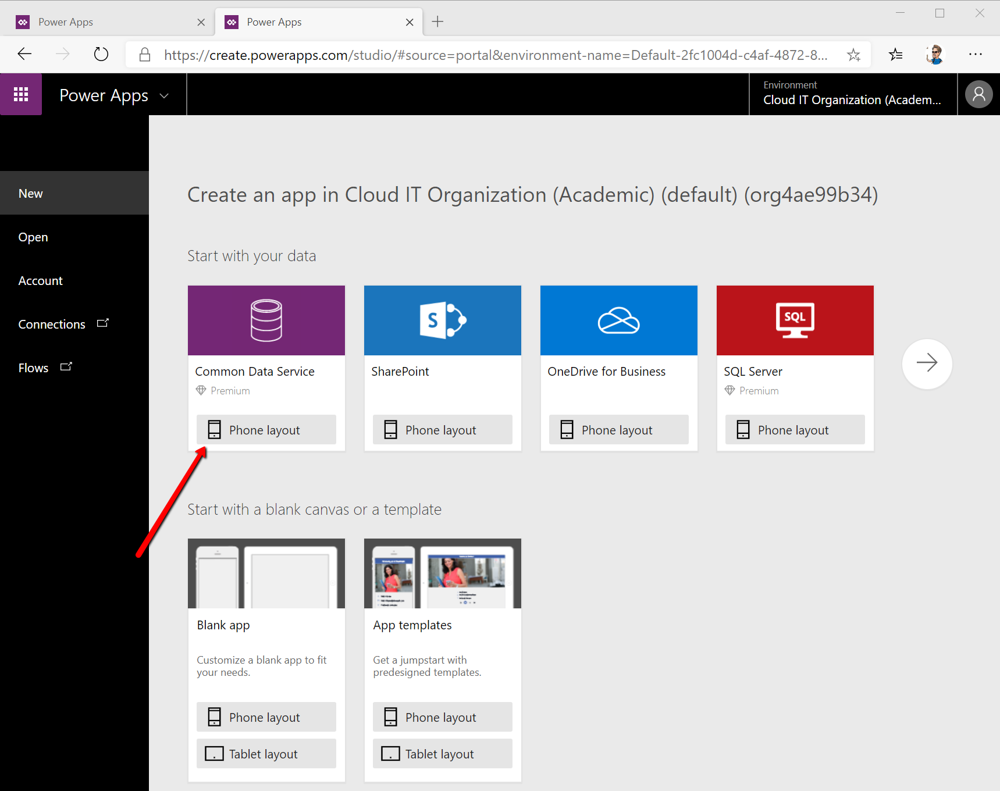 Power Apps
Power Apps
https://create.powerapps.com/studio/#source=portal&environment-name=Default-2fc1004d-c4af-4872-8...
Power Apps
Environment
Cloud IT Organization (Academ...
New
Open
Account
Connections
Flows
Create an app in Cloud IT Organization (Academic) (default) (org4ae99b34)
Start with your data
S
SQL
Common Data Service
Premium
Phone layout
SharePoint
Phone layout
OneDrive for Business
Phone layout
SQL Server
Premium
Phone layout
Start with a blank canvas or a template
Blank app
Customize a blank app to fit
your needs.
Phone layout
Tablet layout
App templates
Get a jumpstart with
predesigned templates.
Phone layout
Tablet layout